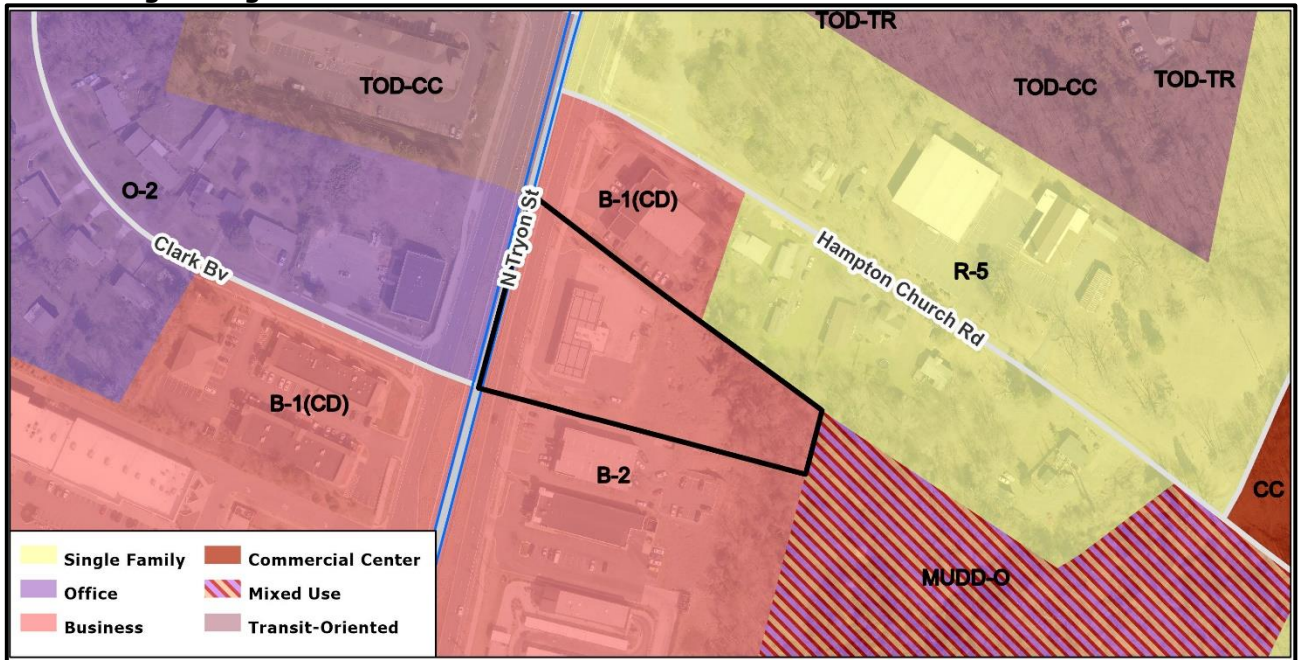 TOD-TR
TOD-CC
TOD-CC
TOD-TR
O-2
B-1(CD)
N Tryon St
Clark Bv
Hampton Church Rd
R-5
B-1(CD)
B-2
CC
MUDD-O
Single Family
Commercial Center
Office
Mixed Use
Business
Transit-Oriented